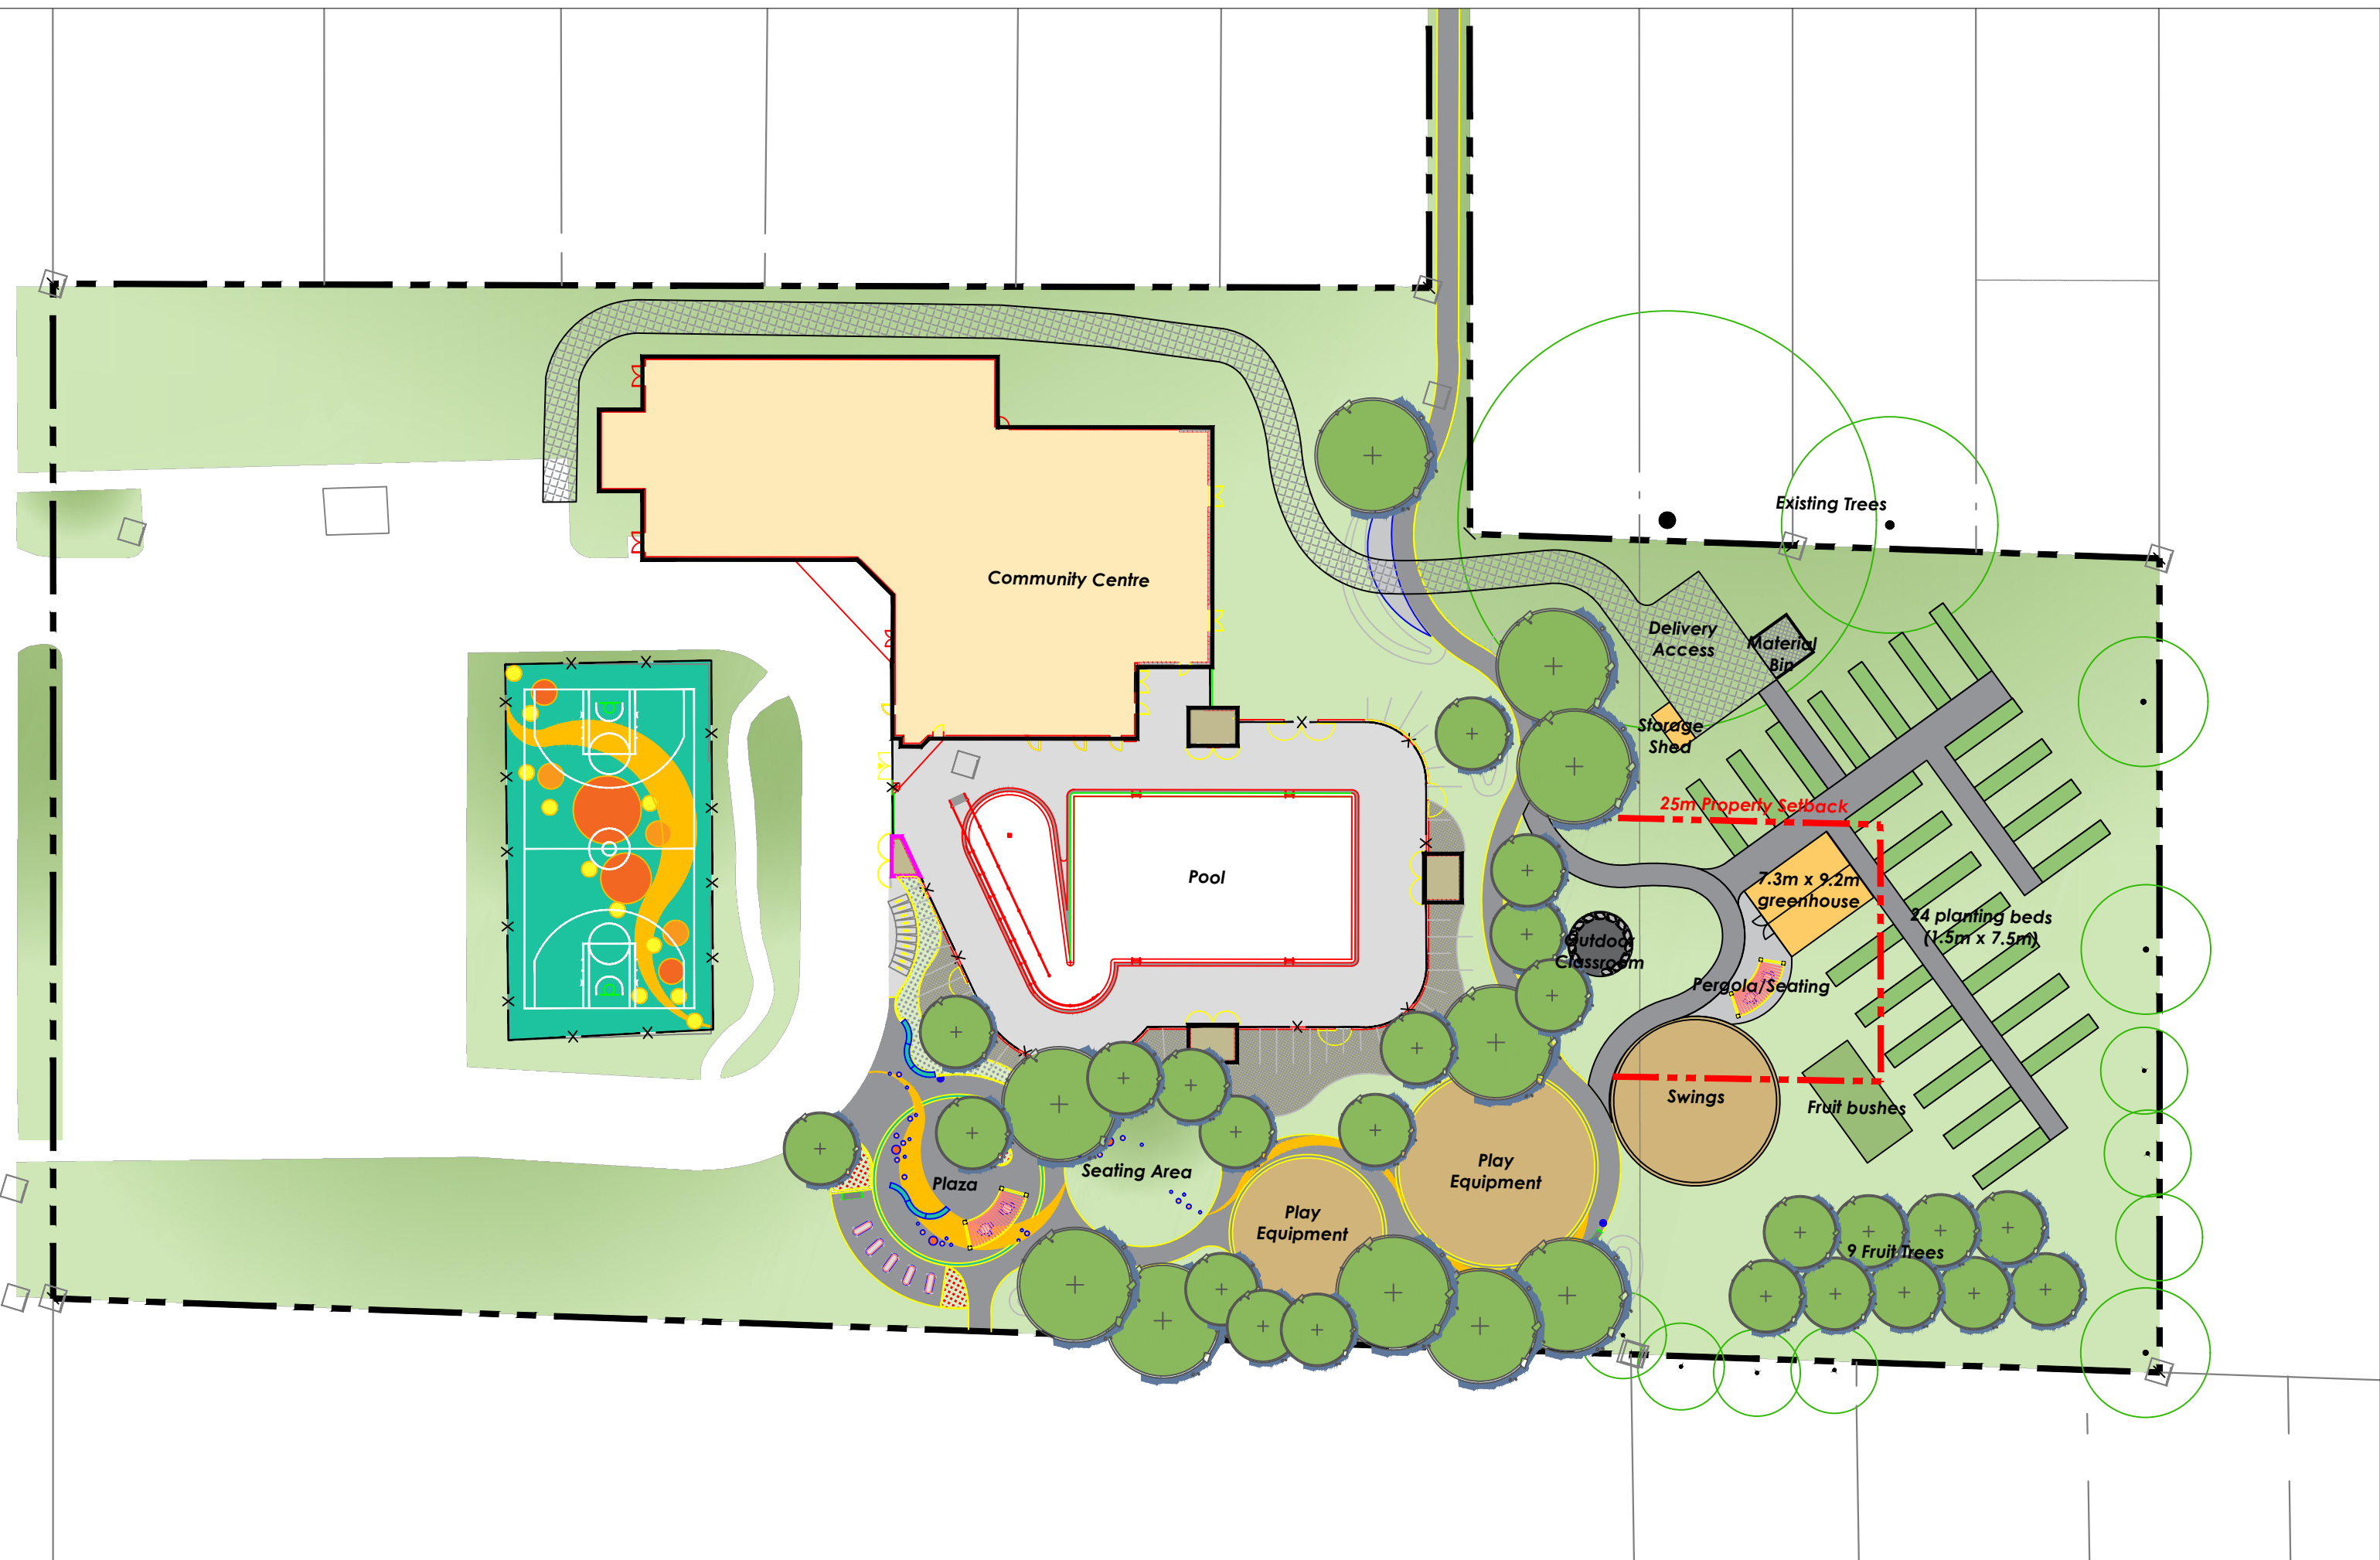 Existing Trees
Community Centre
Delivery
Access
Material
Bin
Storage
Shed
25m Property Setback
Pool
7.3m x 9.2m
greenhouse
24 planting beds
(1.5m x 7.5m)
Outdoor
Classroom
Pergola/Seating
Swings
Fruit bushes
Seating Area
Plaza
Play
Equipment
Play
Equipment
9 Fruit Trees